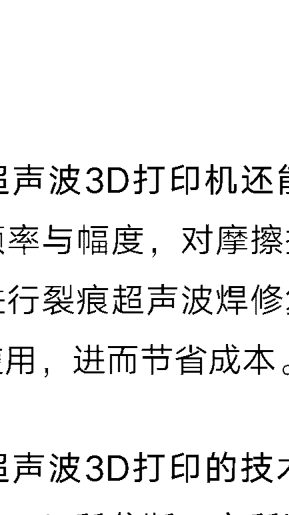 超声波3D打印机还能
频率与幅度，对摩擦
进行裂痕超声波焊修复
用，进而节省成本。
超声波3D打印的技术